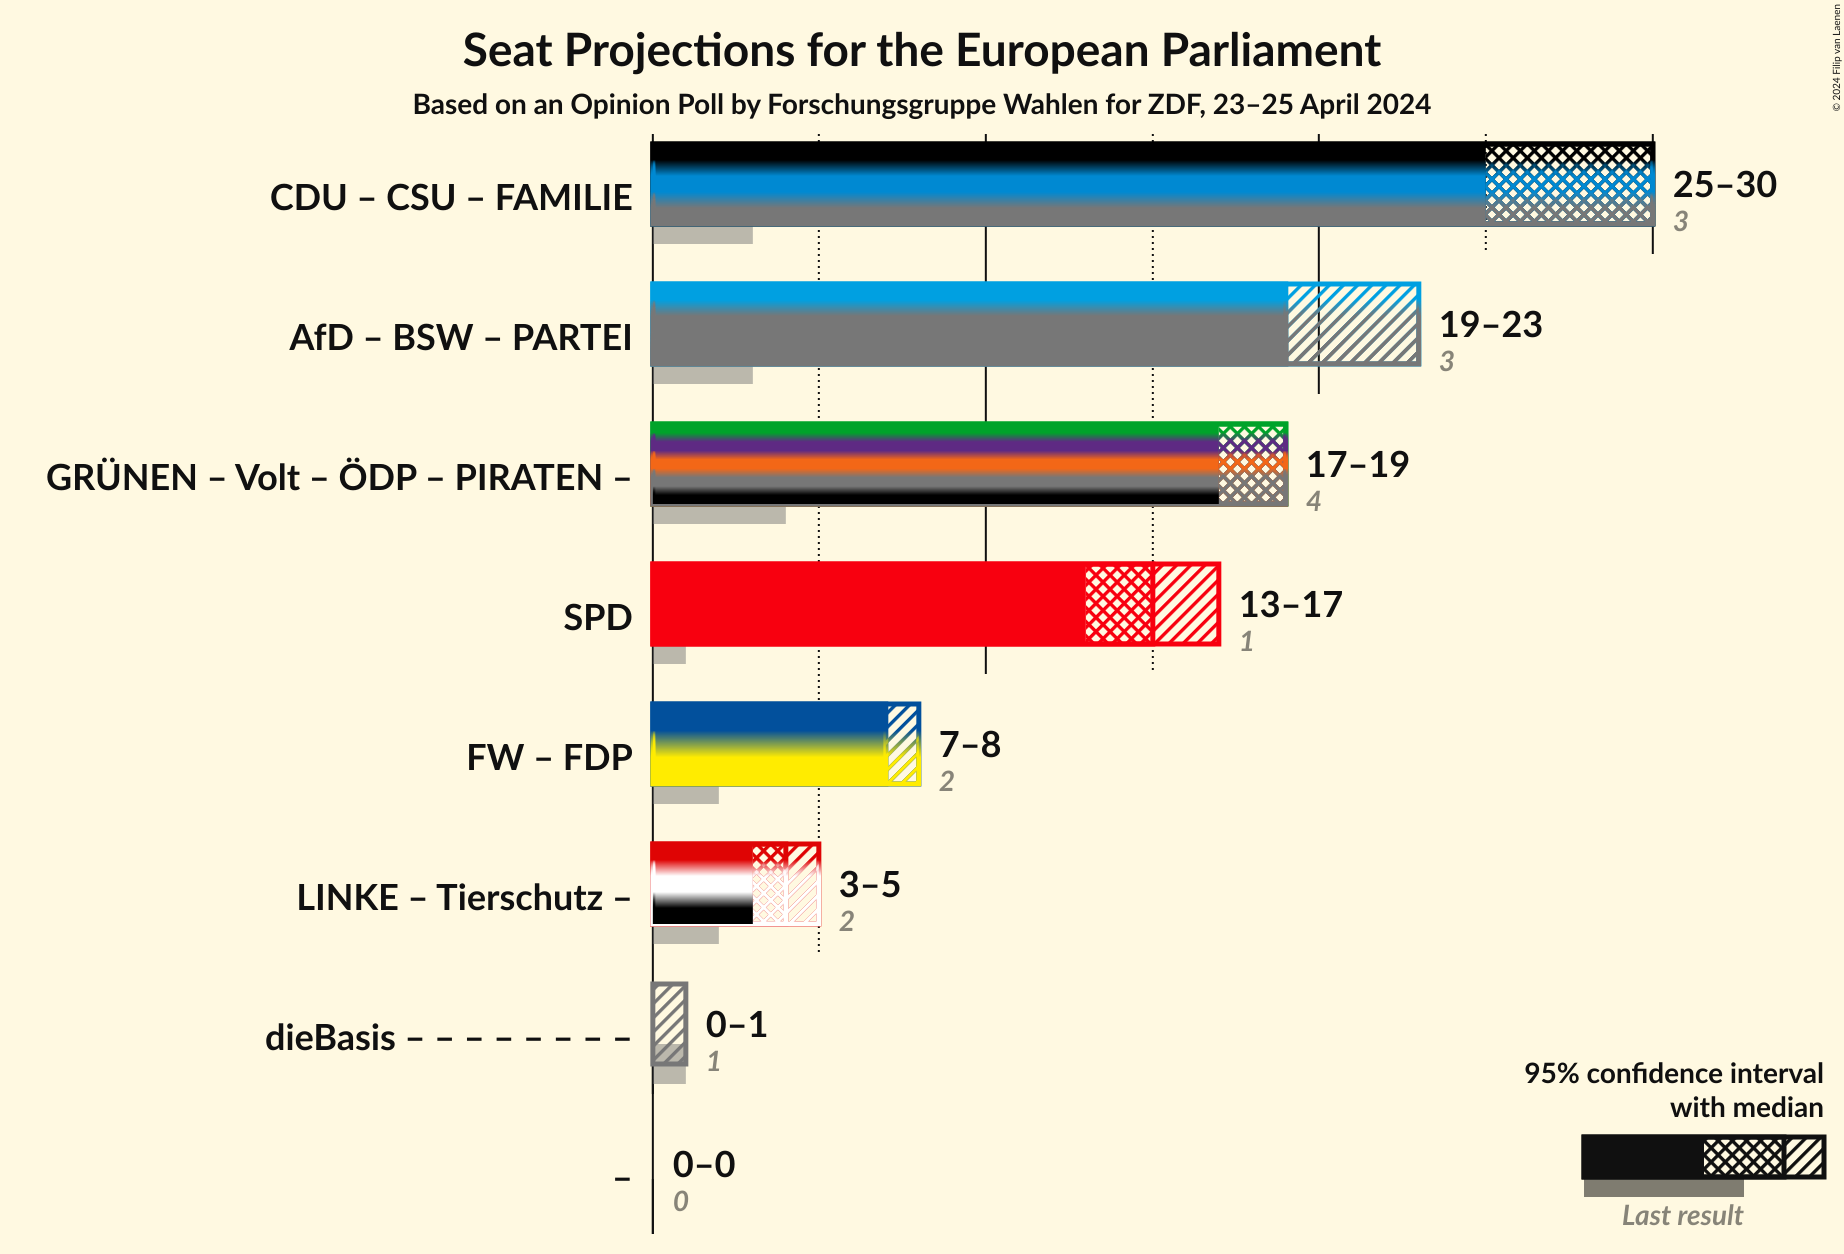 Seat Projections for the European Parliament
Based on an Opinion Poll by Forschungsgruppe Wahlen for ZDF, 23–25 April 2024
© 2024 Filip van Laenen
CDU – CSU – FAMILIE
25–30
3
AfD – BSW – PARTEI
19–23
3
GRÜNEN – Volt – ÖDP – PIRATEN –
17–19
4
SPD
13–17
1
FW – FDP
7–8
2
LINKE – Tierschutz –
3–5
2
dieBasis – – – – – – – –
0–1
1
–
0–0
0
95% confidence interval
with median
Last result